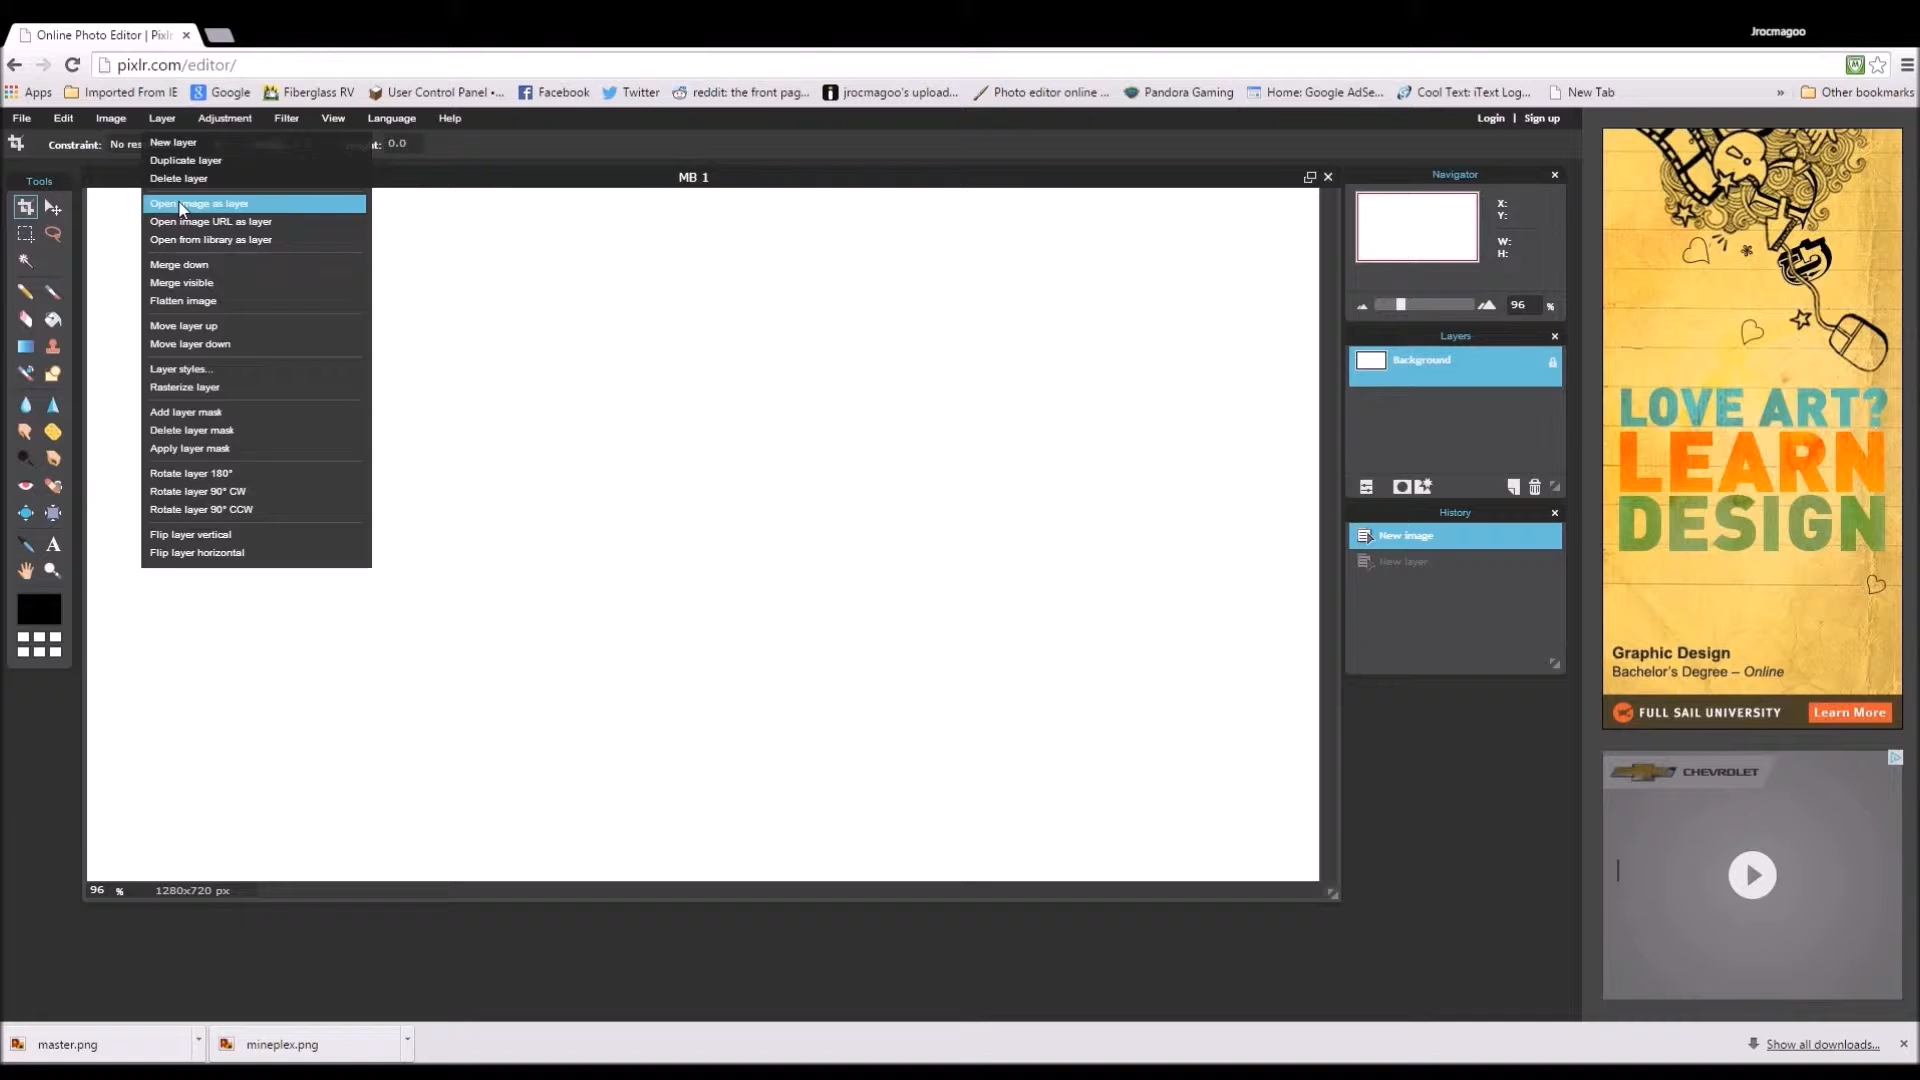 Jrocmagoo
Online Photo Editor | Pixlr
pixlr.com/editor/
Apps Imported From IE Google Fiberglass RV User Control Panel •... Facebook Twitter reddit: the front pag... jrocmagoo's upload... Photo editor online ... Pandora Gaming Home: Google AdSe... Cool Text: iText Log... New Tab » Other bookmarks
File Edit Image Layer Adjustment Filter View Language Help Login | Sign up
Constraint: No res t: 0.0
New layer
Duplicate layer
Delete layer
Open image as layer
Open image URL as layer
Open from library as layer
Merge down
Merge visible
Flatten image
Move layer up
Move layer down
Layer styles...
Rasterize layer
Add layer mask
Delete layer mask
Apply layer mask
Rotate layer 180°
Rotate layer 90° CW
Rotate layer 90° CCW
Flip layer vertical
Flip layer horizontal
Tools
A
MB 1
96 % 1280x720 px
Navigator
X:
Y:
W:
H:
96 %
Layers
Background
History
New image
New layer
LOVE ART?
LEARN
DESIGN
Graphic Design
Bachelor's Degree – Online
FULL SAIL UNIVERSITY Learn More
CHEVROLET
master.png mineplex.png Show all downloads...